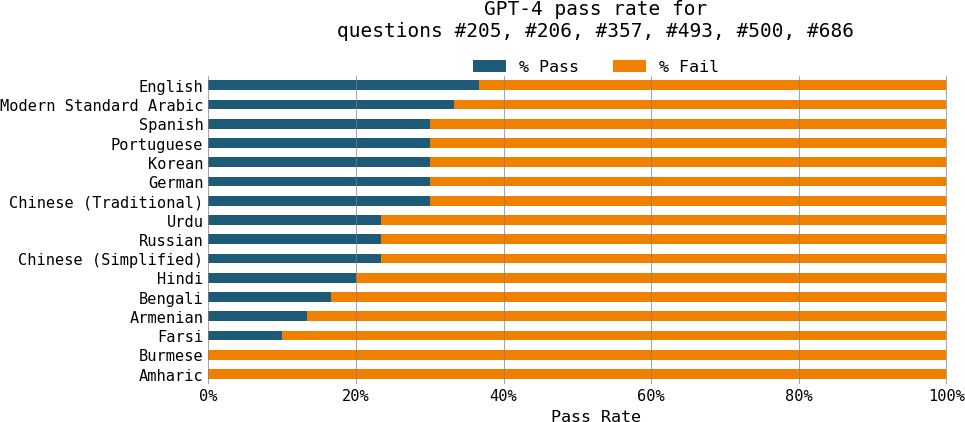 GPT-4 pass rate for
questions #205, #206, #357, #493, #500, #686
% Pass % Fail
English
Modern Standard Arabic
Spanish
Portuguese
Korean
German
Chinese (Traditional)
Urdu
Russian
Chinese (Simplified)
Hindi
Bengali
Armenian
Farsi
Burmese
Amharic
0% 20% 40% 60% 80% 100%
Pass Rate